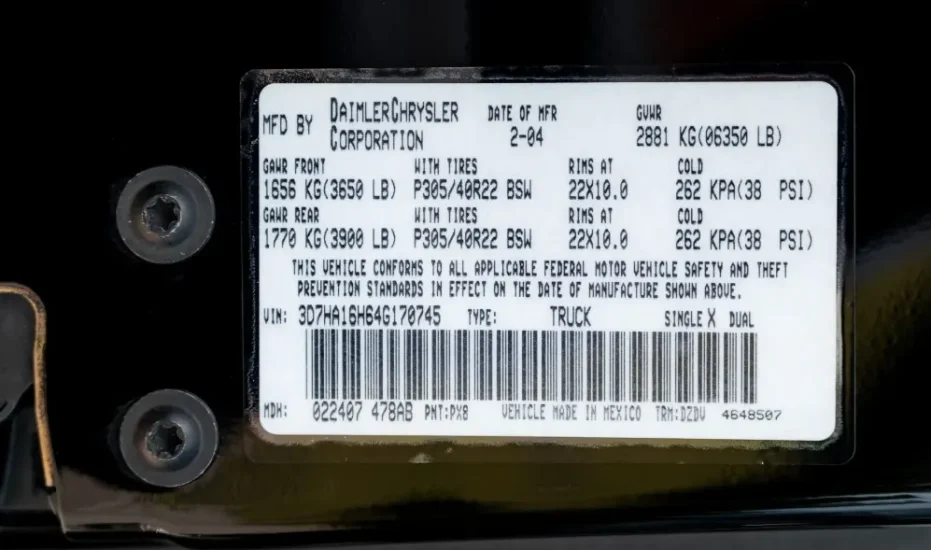 MFD BY DAIMLERCHRYSLER CORPORATION DATE OF MFR 2-04 GVWR 2881 KG(06350 LB)
GAWR FRONT WITH TIRES RIMS AT COLD
1656 KG(3650 LB) P305/40R22 BSW 22X10.0 262 KPA(38 PSI)
GAWR REAR WITH TIRES RIMS AT COLD
1770 KG(3900 LB) P305/40R22 BSW 22X10.0 262 KPA(38 PSI)
THIS VEHICLE CONFORMS TO ALL APPLICABLE FEDERAL MOTOR VEHICLE SAFETY AND THEFT
PREVENTION STANDARDS IN EFFECT ON THE DATE OF MANUFACTURE SHOWN ABOVE.
VIN: 3D7HA16H64G170745 TYPE: TRUCK SINGLE X DUAL
MDH: 022407 478AB PNT:PX8 VEHICLE MADE IN MEXICO TRM:DZDV 4648507